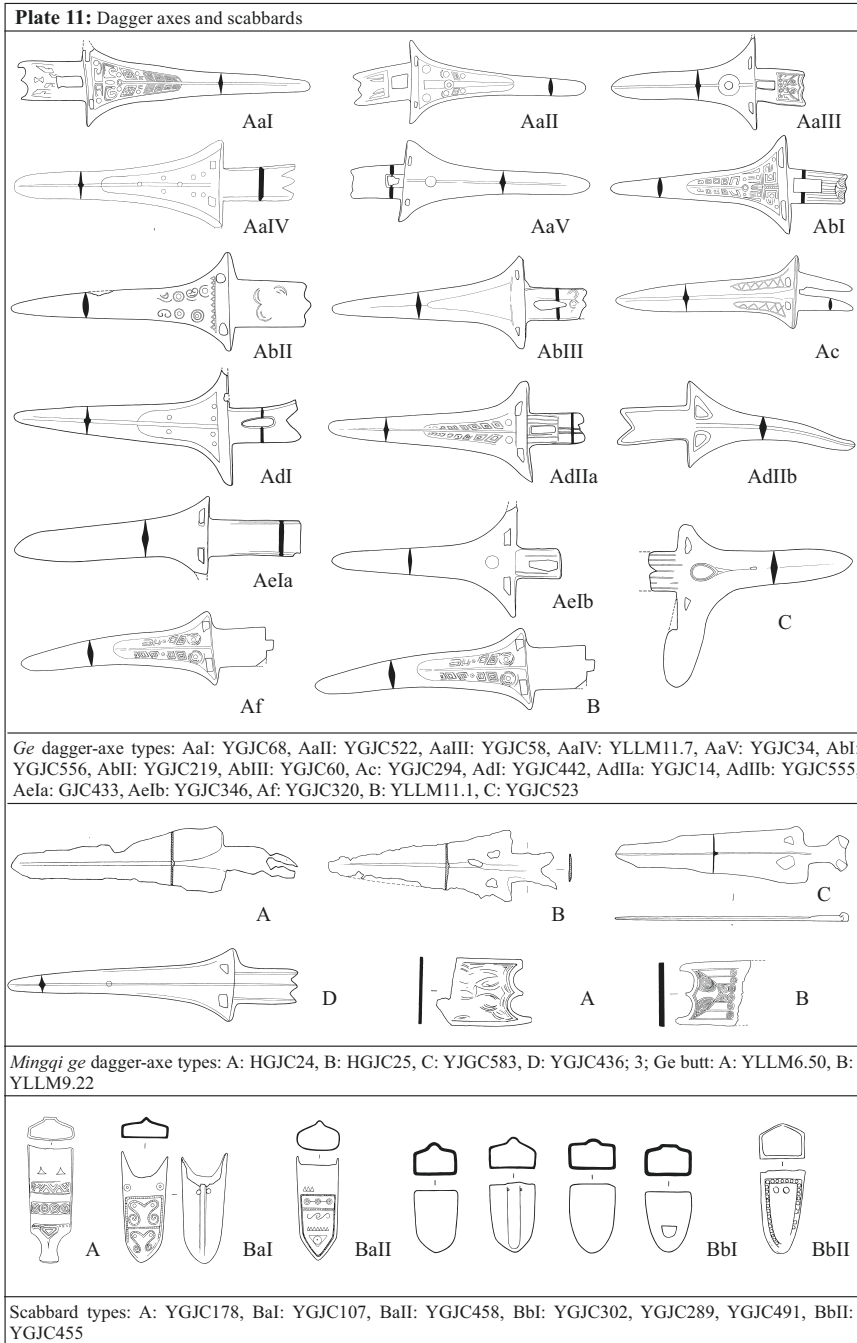 Plate 11: Dagger axes and scabbards
AaI AaII AaIII
AaIV AaV AbI
AbII AbIII Ac
AdI AdIIa AdIIb
AeIa AeIb C
Af B
Ge dagger-axe types: AaI: YGJC68, AaII: YGJC522, AaIII: YGJC58, AaIV: YLLM11.7, AaV: YGJC34, AbI:
YGJC556, AbII: YGJC219, AbIII: YGJC60, Ac: YGJC294, AdI: YGJC442, AdIIa: YGJC14, AdIIb: YGJC555,
AeIa: GJC433, AeIb: YGJC346, Af: YGJC320, B: YLLM11.1, C: YGJC523
A B C
D A B
Mingqi ge dagger-axe types: A: HGJC24, B: HGJC25, C: YJGC583, D: YGJC436; 3; Ge butt: A: YLLM6.50, B:
YLLM9.22
A BaI BaII BbI BbII
Scabbard types: A: YGJC178, BaI: YGJC107, BaII: YGJC458, BbI: YGJC302, YGJC289, YGJC491, BbII:
YGJC455